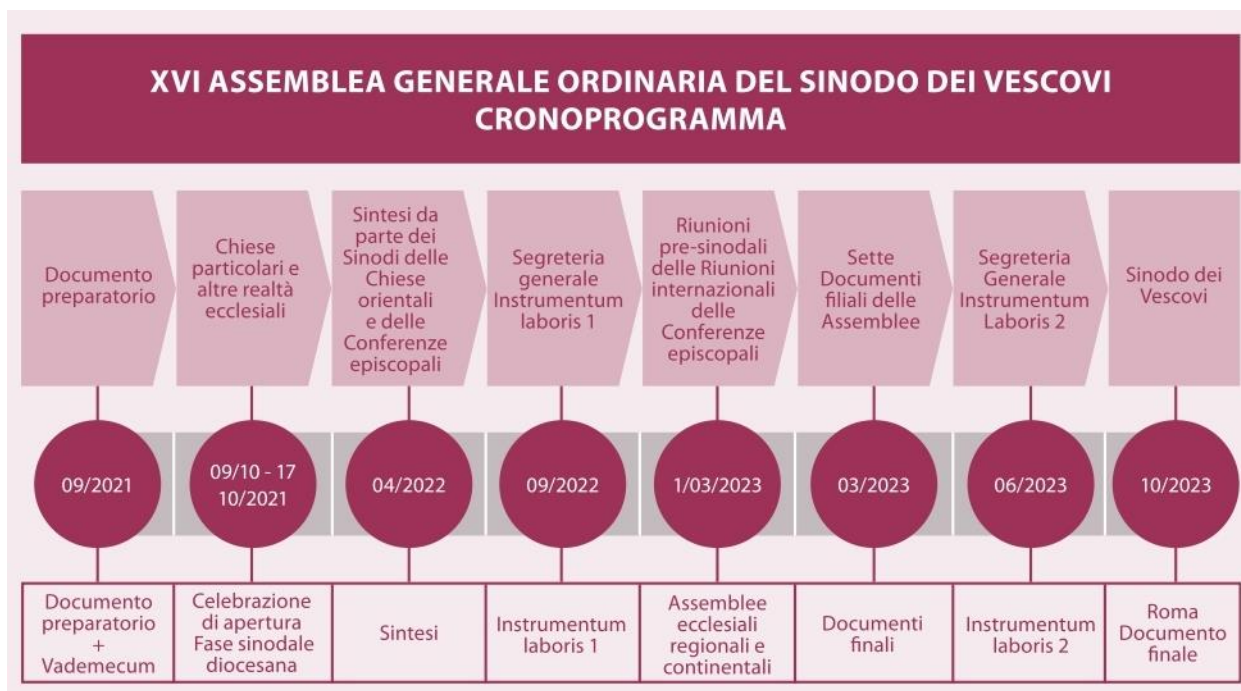 XVI ASSEMBLEA GENERALE ORDINARIA DEL SINODO DEI VESCOVI
CRONOPROGRAMMA
Documento
preparatorio
Chiese
particolari e
altre realtà
ecclesiali
Sintesi da
parte dei
Sinodi delle
Chiese
orientali
e delle
Conferenze
episcopali
Segreteria
generale
Instrumentum
laboris 1
Riunioni
pre-sinodali
delle Riunioni
internazionali
delle
Conferenze
episcopali
Sette
Documenti
filiali delle
Assemblee
Segreteria
Generale
Instrumentum
Laboris 2
Sinodo dei
Vescovi
09/2021
09/10 - 17
10/2021
04/2022
09/2022
1/03/2023
03/2023
06/2023
10/2023
Documento
preparatorio
+
Vademecum
Celebrazione
di apertura
Fase sinodale
diocesana
Sintesi
Instrumentum
laboris 1
Assemblee
ecclesiali
regionali e
continentali
Documenti
finali
Instrumentum
laboris 2
Roma
Documento
finale